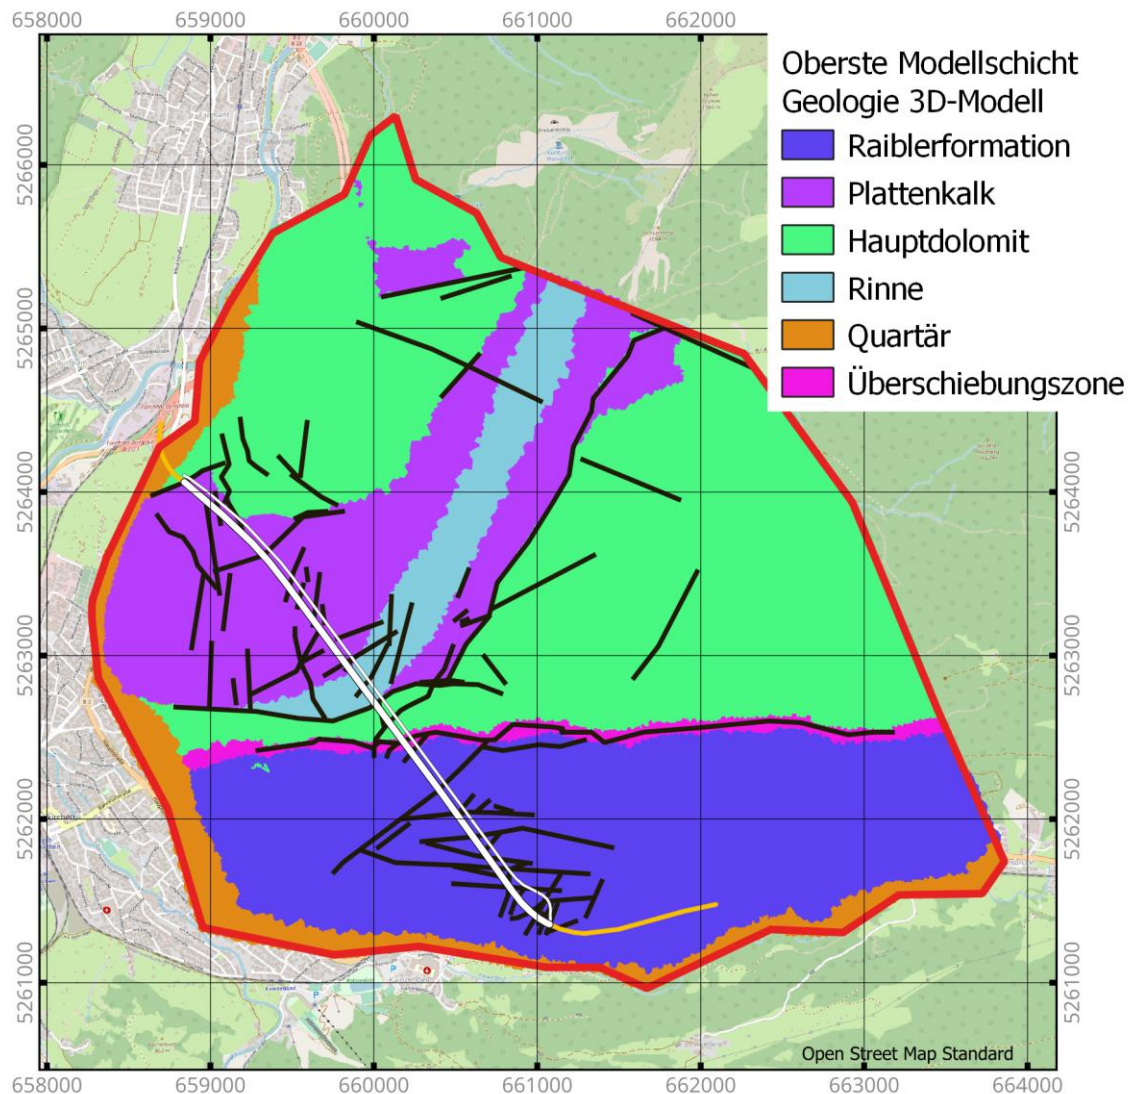 658000 659000 660000 661000 662000
Oberste Modellschicht
Geologie 3D-Modell
Raiblerformation
Plattenkalk
Hauptdolomit
Rinne
Quartär
Überschiebungszone
5266000
5265000
5264000 5264000
5263000 5263000
5262000 5262000
5261000 5261000
Open Street Map Standard
658000 659000 660000 661000 662000 663000 664000